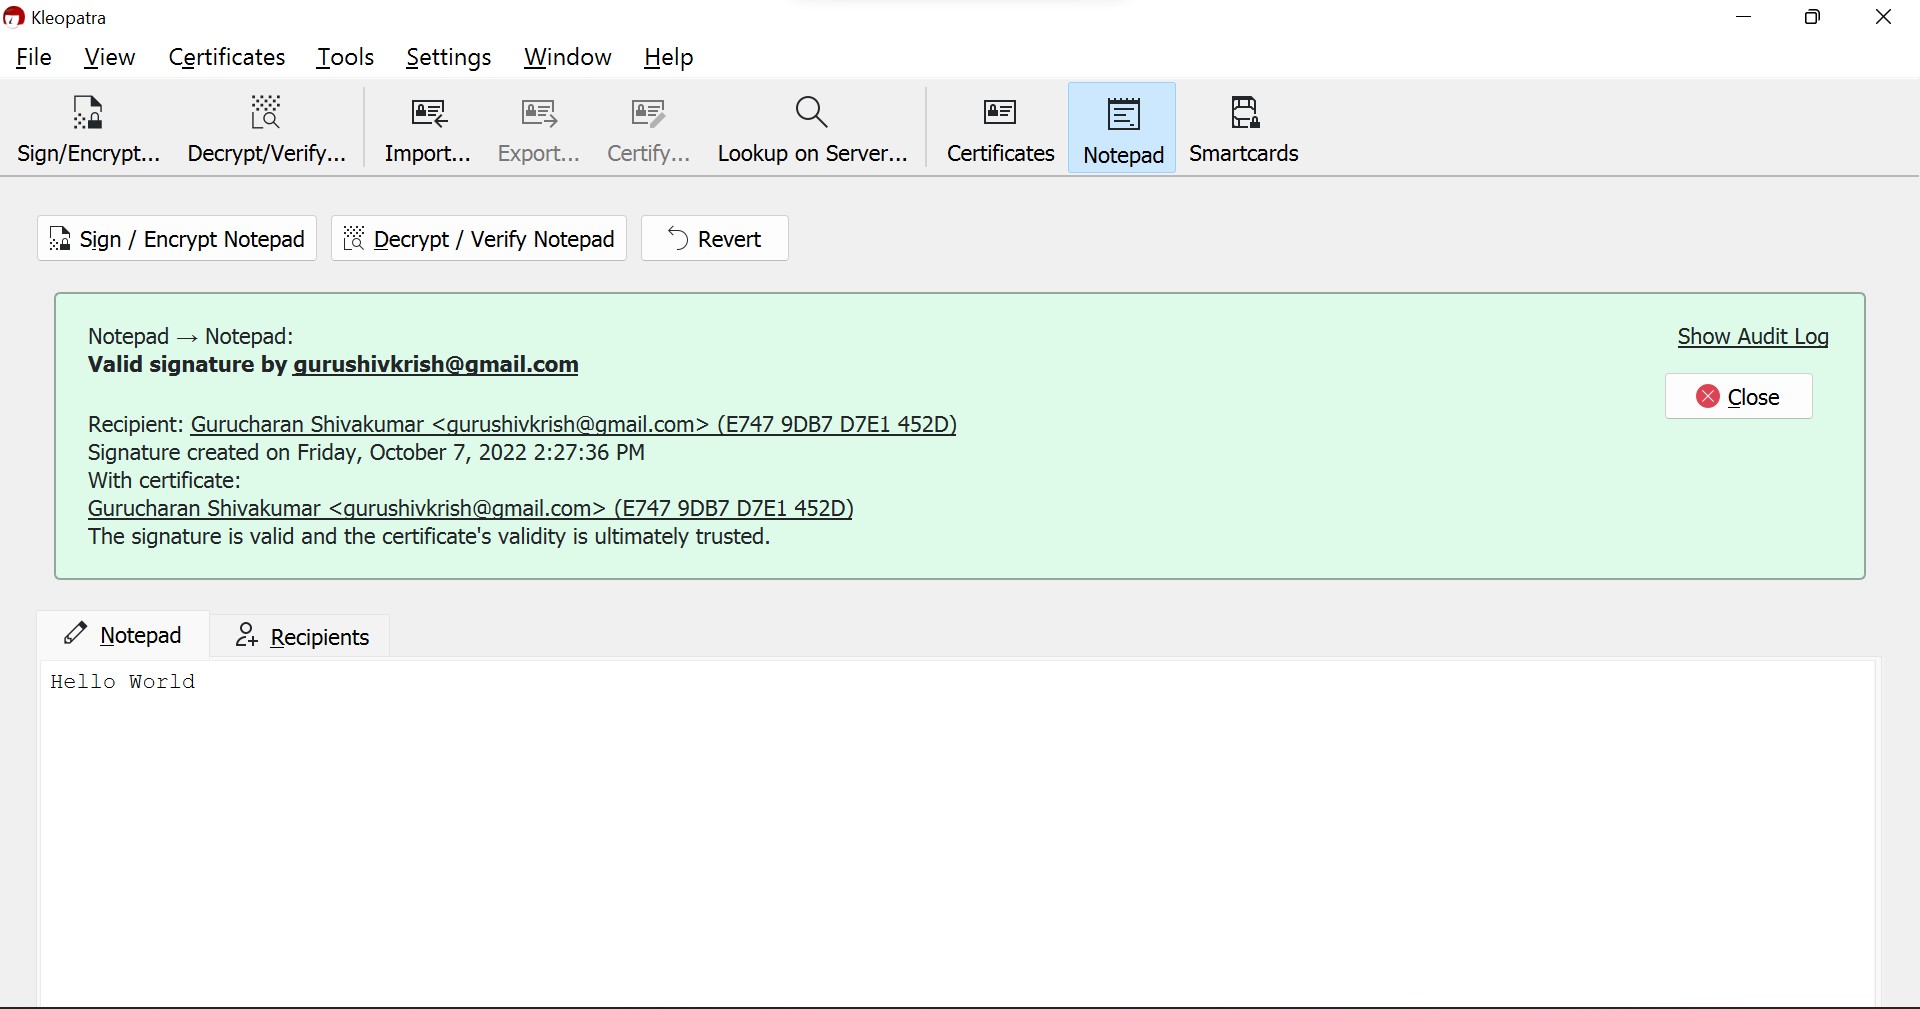 Kleopatra
File View Certificates Tools Settings Window Help
Sign/Encrypt... Decrypt/Verify... Import... Export... Certify... Lookup on Server... Certificates Notepad Smartcards
Sign / Encrypt Notepad Decrypt / Verify Notepad Revert
Notepad → Notepad: Show Audit Log
Valid signature by gurushivkrish@gmail.com
Close
Recipient: Gurucharan Shivakumar <gurushivkrish@gmail.com> (E747 9DB7 D7E1 452D)
Signature created on Friday, October 7, 2022 2:27:36 PM
With certificate:
Gurucharan Shivakumar <gurushivkrish@gmail.com> (E747 9DB7 D7E1 452D)
The signature is valid and the certificate's validity is ultimately trusted.
Notepad Recipients
Hello World